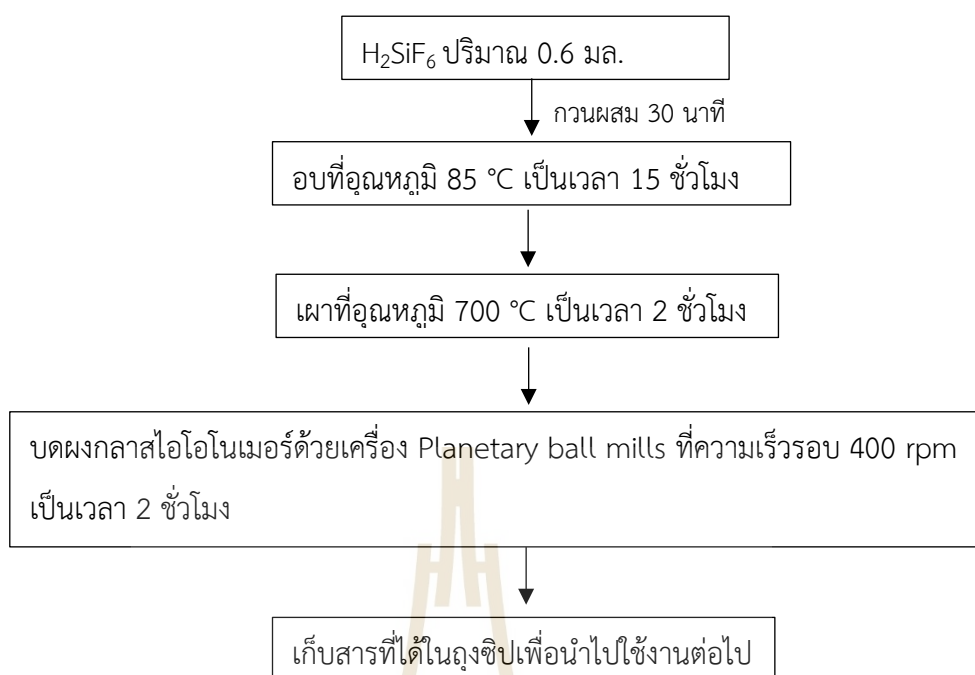 H₂SiF₆ ปริมาณ 0.6 มล.
กวนผสม 30 นาที
อบที่อุณหภูมิ 85 °C เป็นเวลา 15 ชั่วโมง
เผาที่อุณหภูมิ 700 °C เป็นเวลา 2 ชั่วโมง
บดผงกลาสไอโอโนเมอร์ด้วยเครื่อง Planetary ball mills ที่ความเร็วรอบ 400 rpm
เป็นเวลา 2 ชั่วโมง
เก็บสารที่ได้ในถุงซิปเพื่อนำไปใช้งานต่อไป